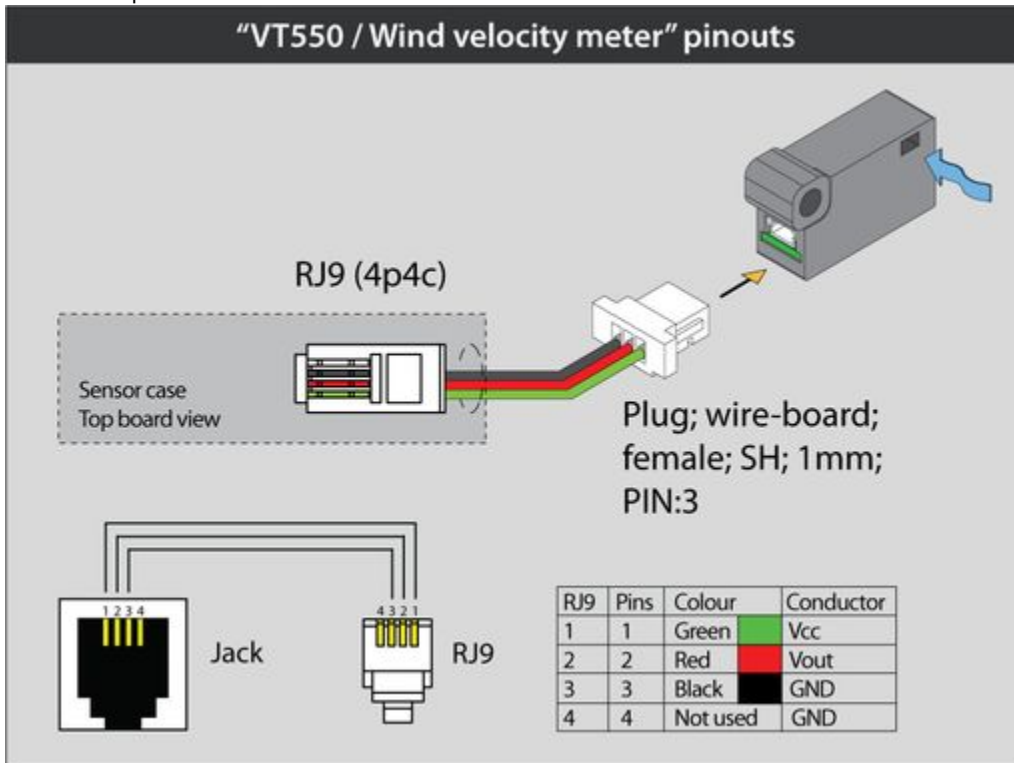 “VT550 / Wind velocity meter” pinouts
RJ9 (4p4c)
Sensor case
Top board view
Plug; wire-board;
female; SH; 1mm;
PIN:3
1 2 3 4
Jack
4 3 2 1
RJ9
RJ9 Pins Colour Conductor
1 1 Green Vcc
2 2 Red Vout
3 3 Black GND
4 4 Not used GND